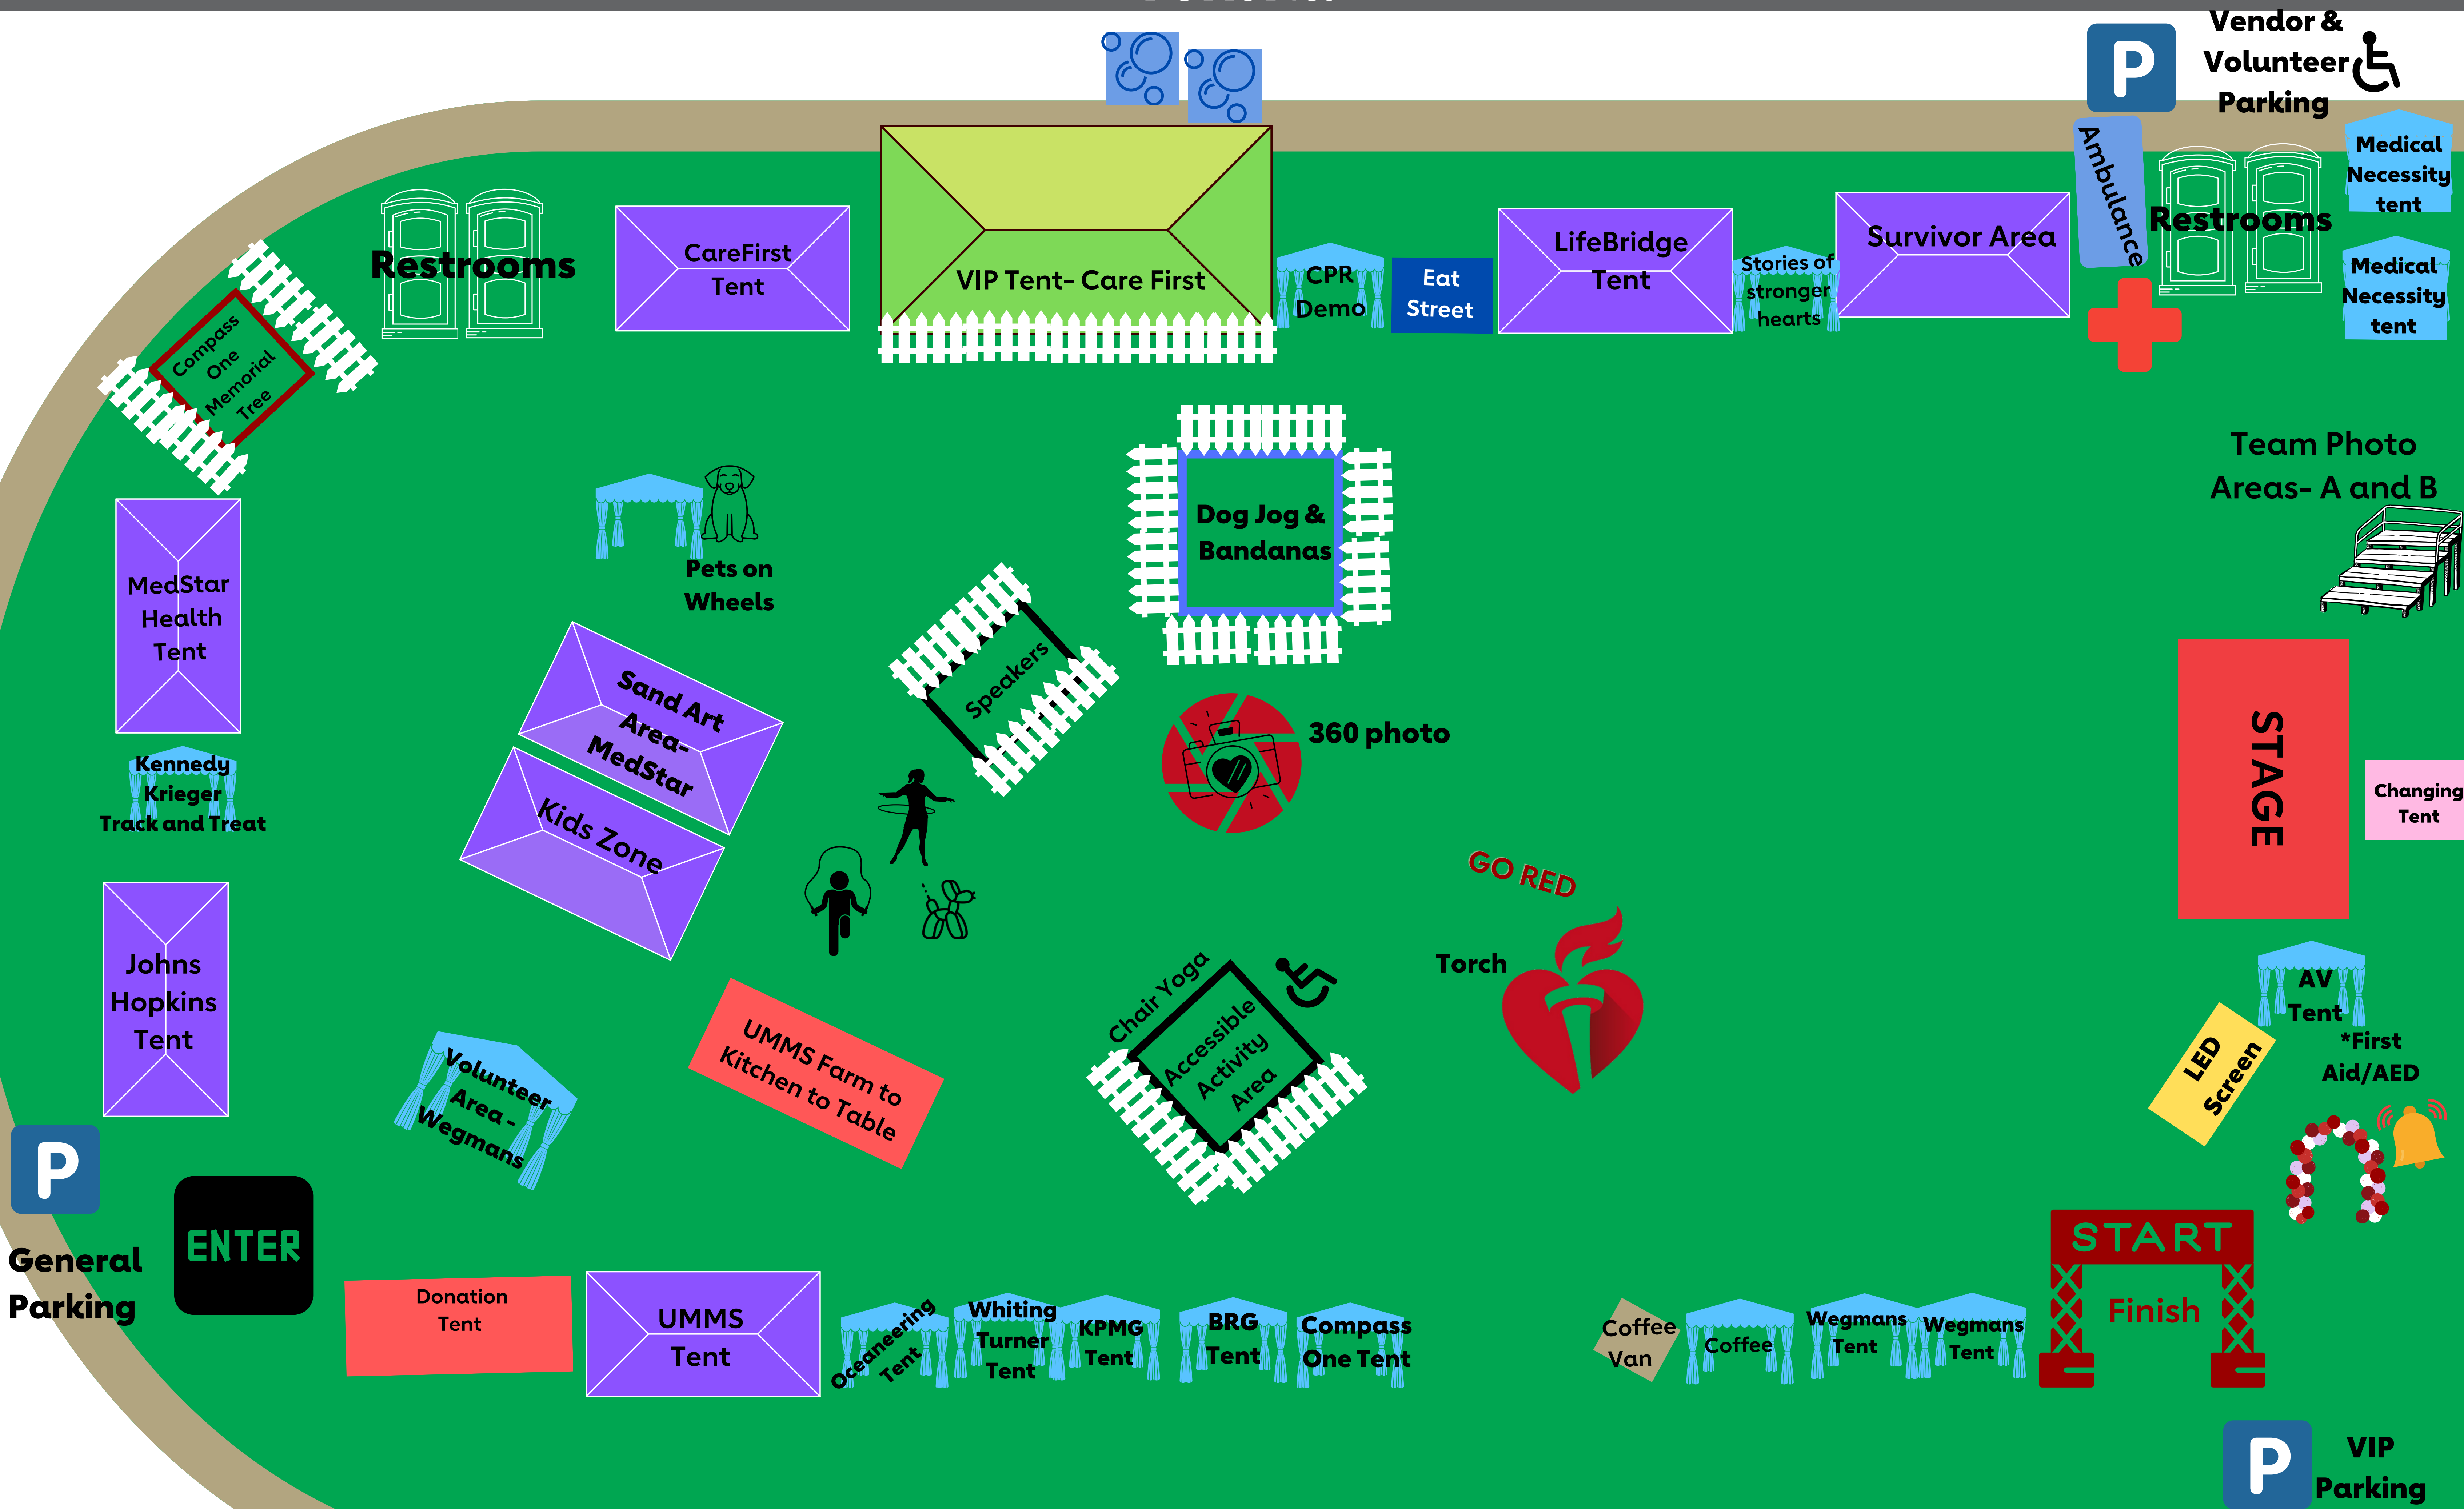 Vendor &
Volunteer
Parking
P
Ambulance
Restrooms
Medical
Necessity
tent
Medical
Necessity
tent
Restrooms
CareFirst
Tent
VIP Tent- Care First
CPR
Demo
Eat
Street
LifeBridge
Tent
Stories of
stronger
hearts
Survivor Area
Compass
One
Memorial
Tree
Team Photo
Areas- A and B
Dog Jog &
Bandanas
Pets on
Wheels
MedStar
Health
Tent
Speakers
Sand Art
Area-
MedStar
360 photo
STAGE
Changing
Tent
Kennedy
Krieger
Track and Treat
Kids Zone
GO RED
Torch
Johns
Hopkins
Tent
Chair Yoga
Accessible
Activity
Area
AV
Tent
*First
Aid/AED
LED
Screen
Volunteer
Area -
Wegmans
UMMS Farm to
Kitchen to Table
P
General
Parking
ENTER
START
Finish
Donation
Tent
UMMS
Tent
Oceaneering
Tent
Whiting
Turner
Tent
KPMG
Tent
BRG
Tent
Compass
One Tent
Coffee
Van
Coffee
Wegmans
Tent
Wegmans
Tent
P
VIP
Parking